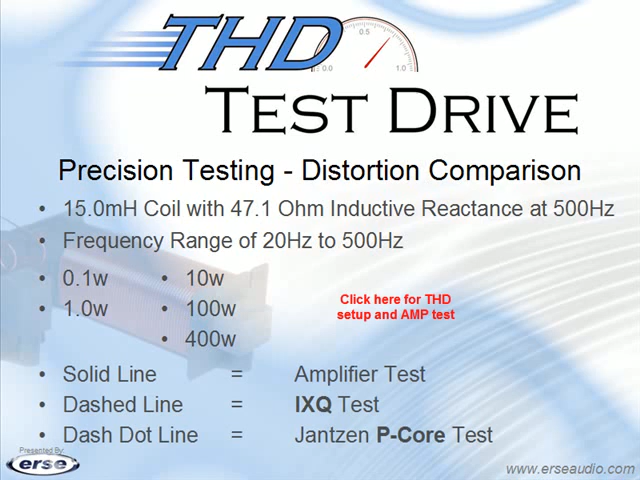 THD
0.0 0.5 1.0
TEST DRIVE
Precision Testing - Distortion Comparison
• 15.0mH Coil with 47.1 Ohm Inductive Reactance at 500Hz
• Frequency Range of 20Hz to 500Hz
• 0.1w • 10w
• 1.0w • 100w
• 400w
Click here for THD
setup and AMP test
• Solid Line = Amplifier Test
• Dashed Line = IXQ Test
• Dash Dot Line = Jantzen P-Core Test
Presented By:
erse
www.erseaudio.com